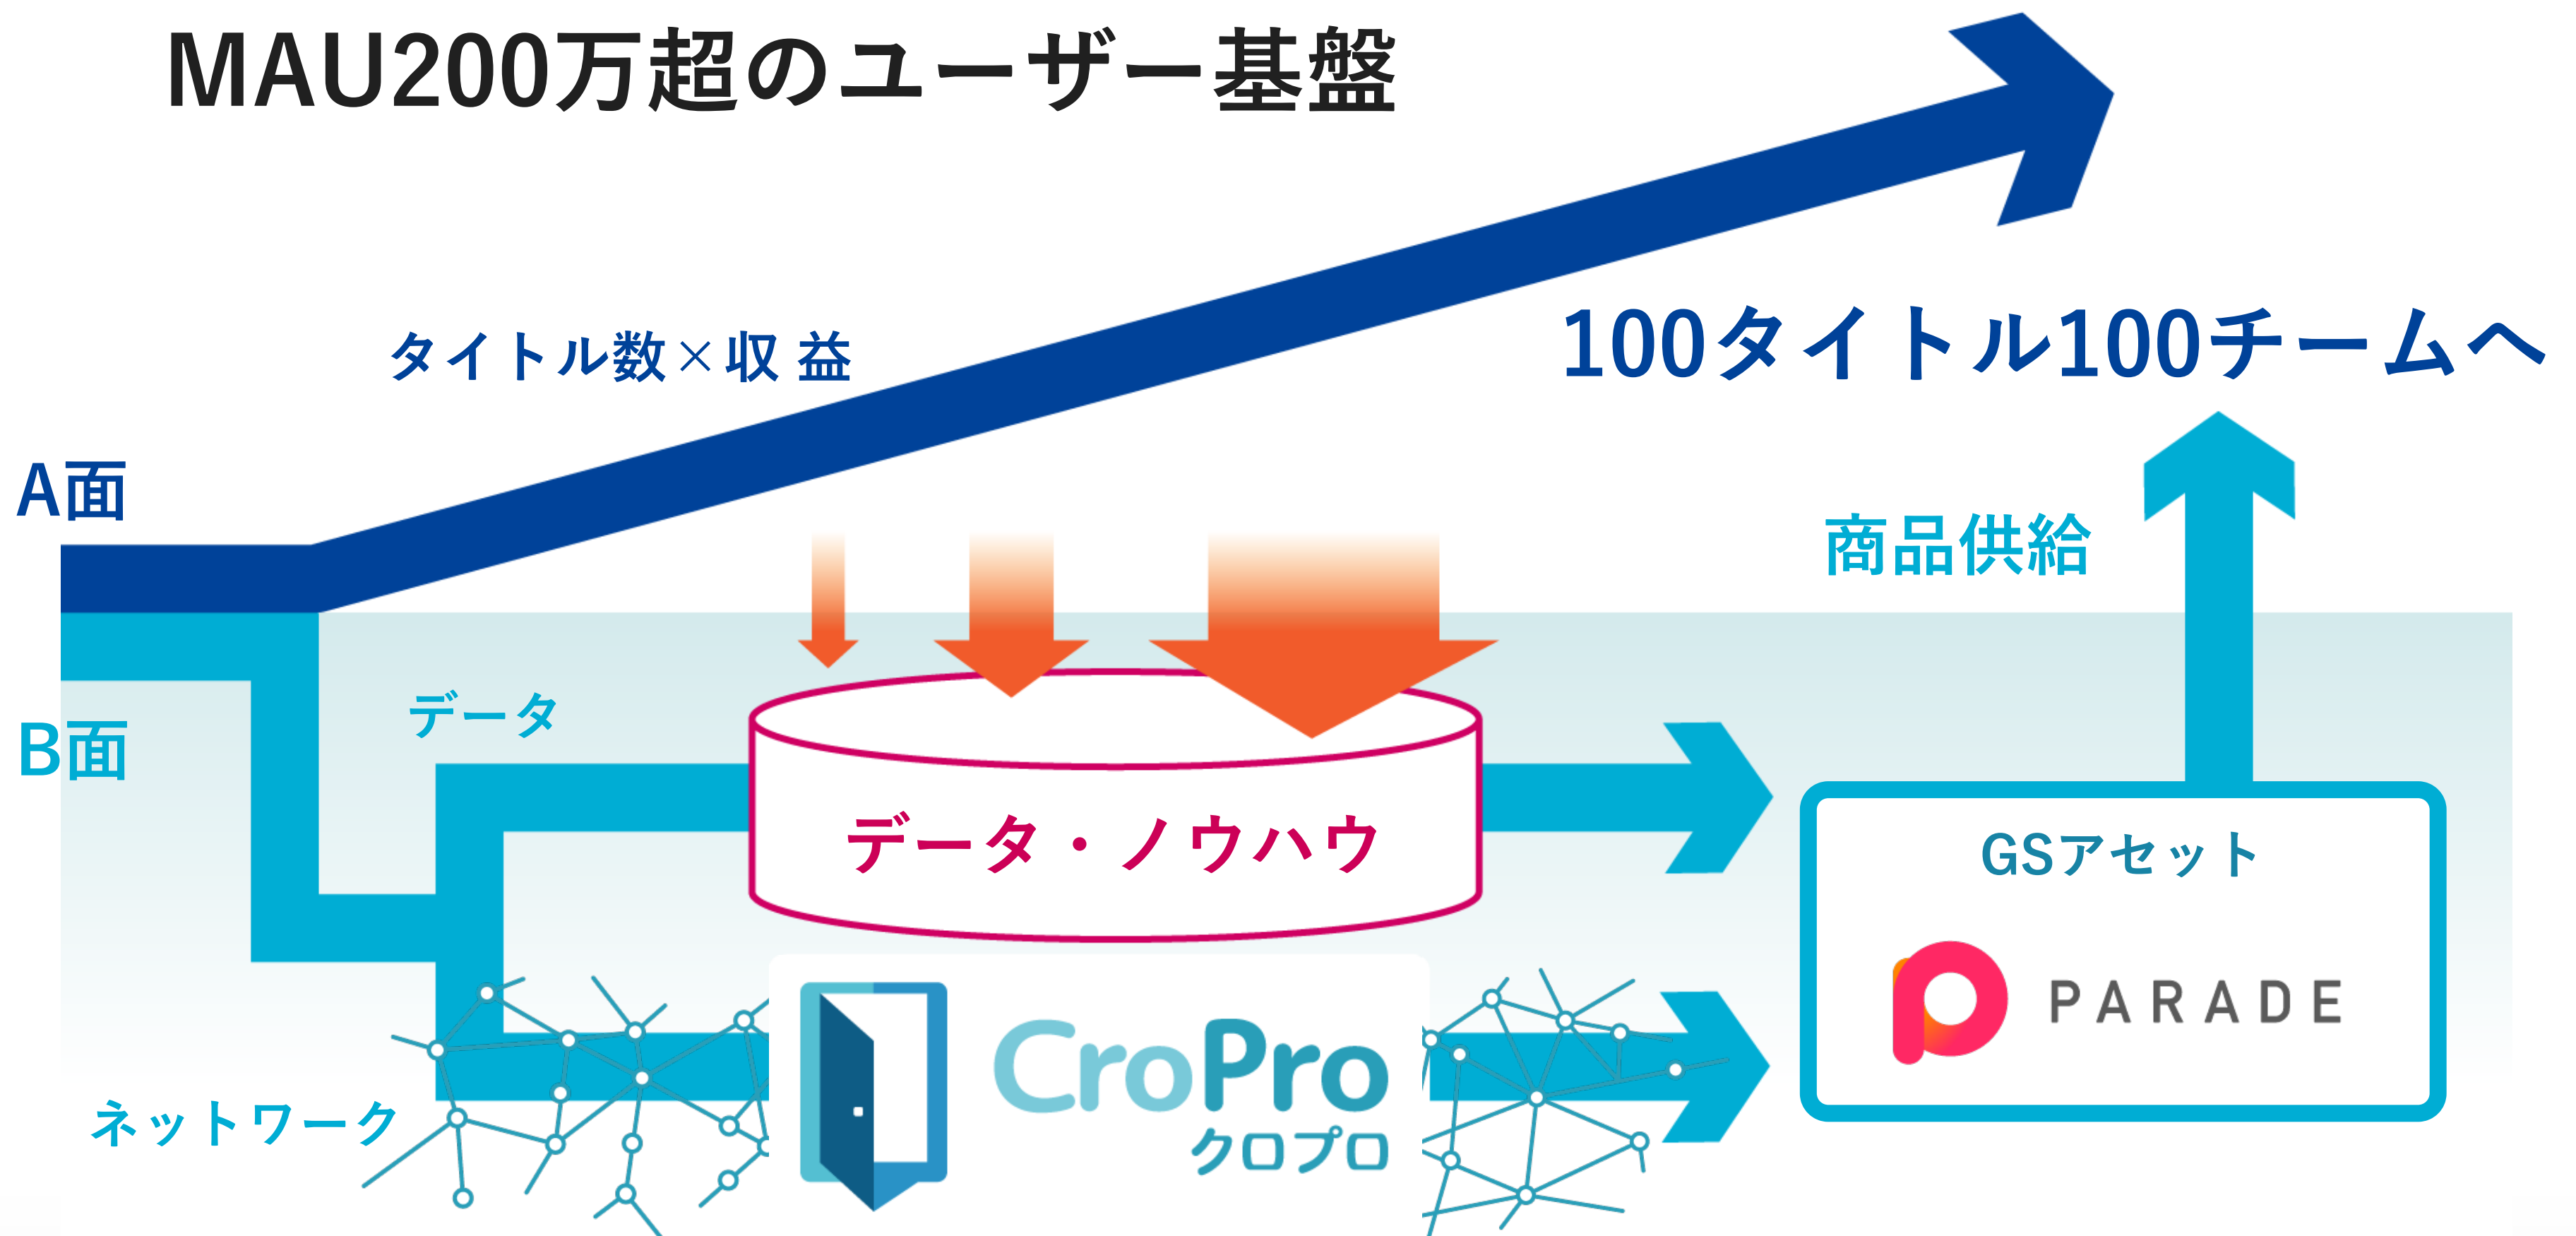 MAU200万超のユーザー基盤
タイトル数×収 益
100タイトル100チームへ
A面
商品供給
B面
データ
データ・ノウハウ
GSアセット
PARADE
CroPro
クロプロ
ネットワーク